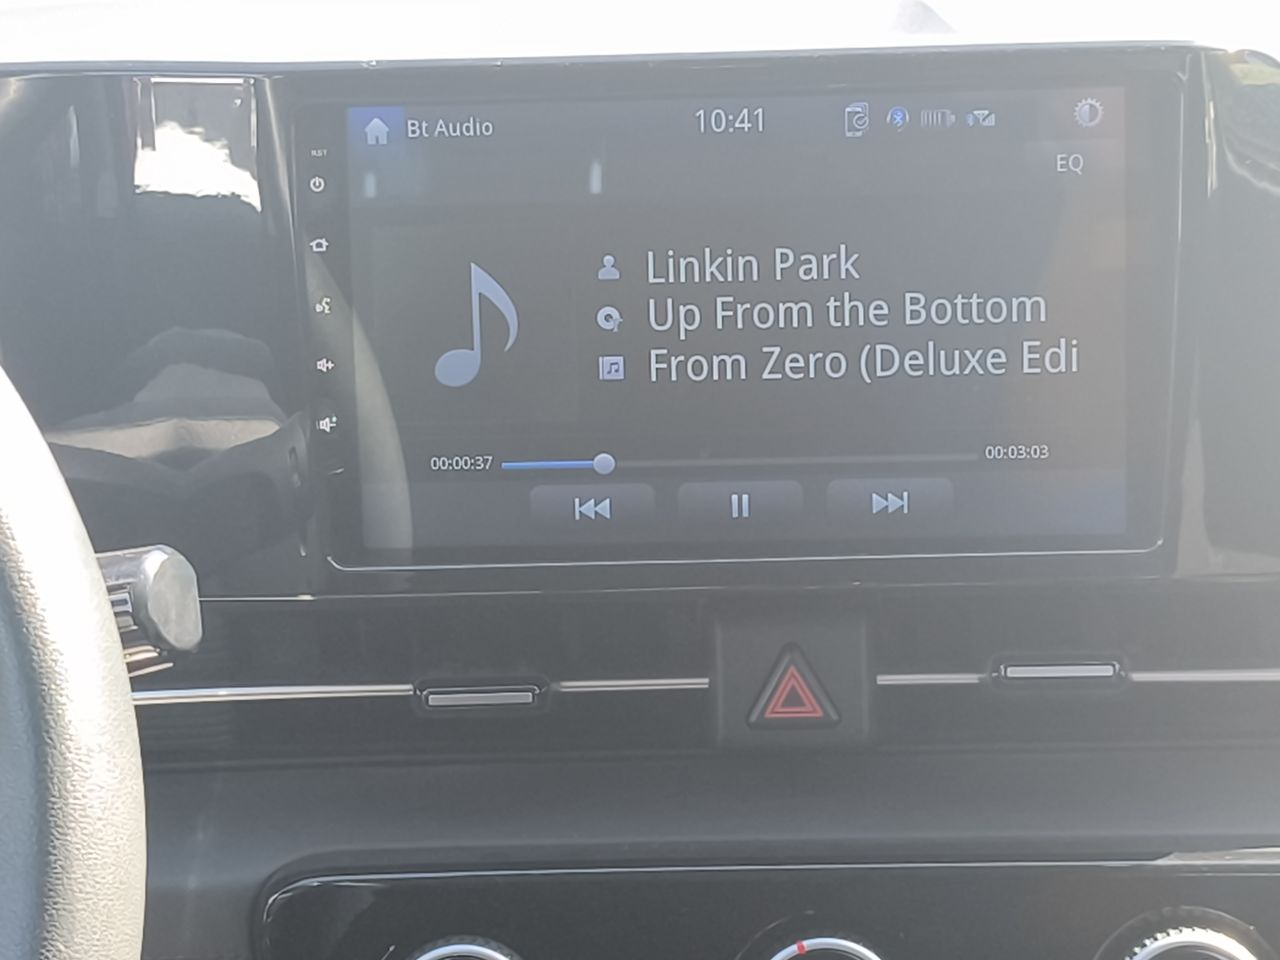 Bt Audio 10:41
EQ
RST
Linkin Park
Up From the Bottom
From Zero (Deluxe Edi
00:00:37 00:03:03